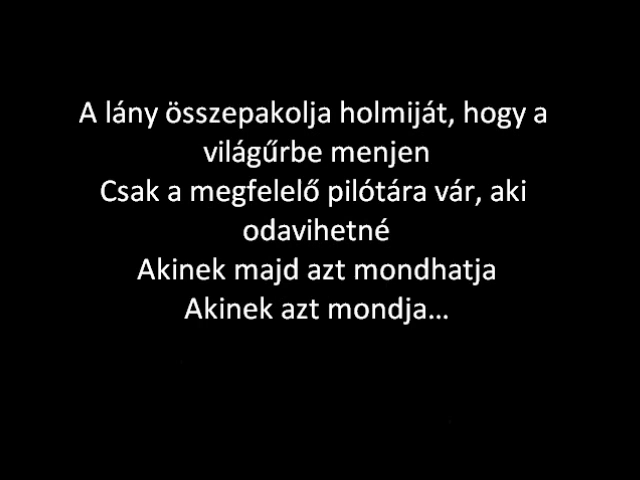 A lány összepakolja holmiját, hogy a
világűrbe menjen
Csak a megfelelő pilótára vár, aki
odavihetné
Akinek majd azt mondhatja
Akinek azt mondja...